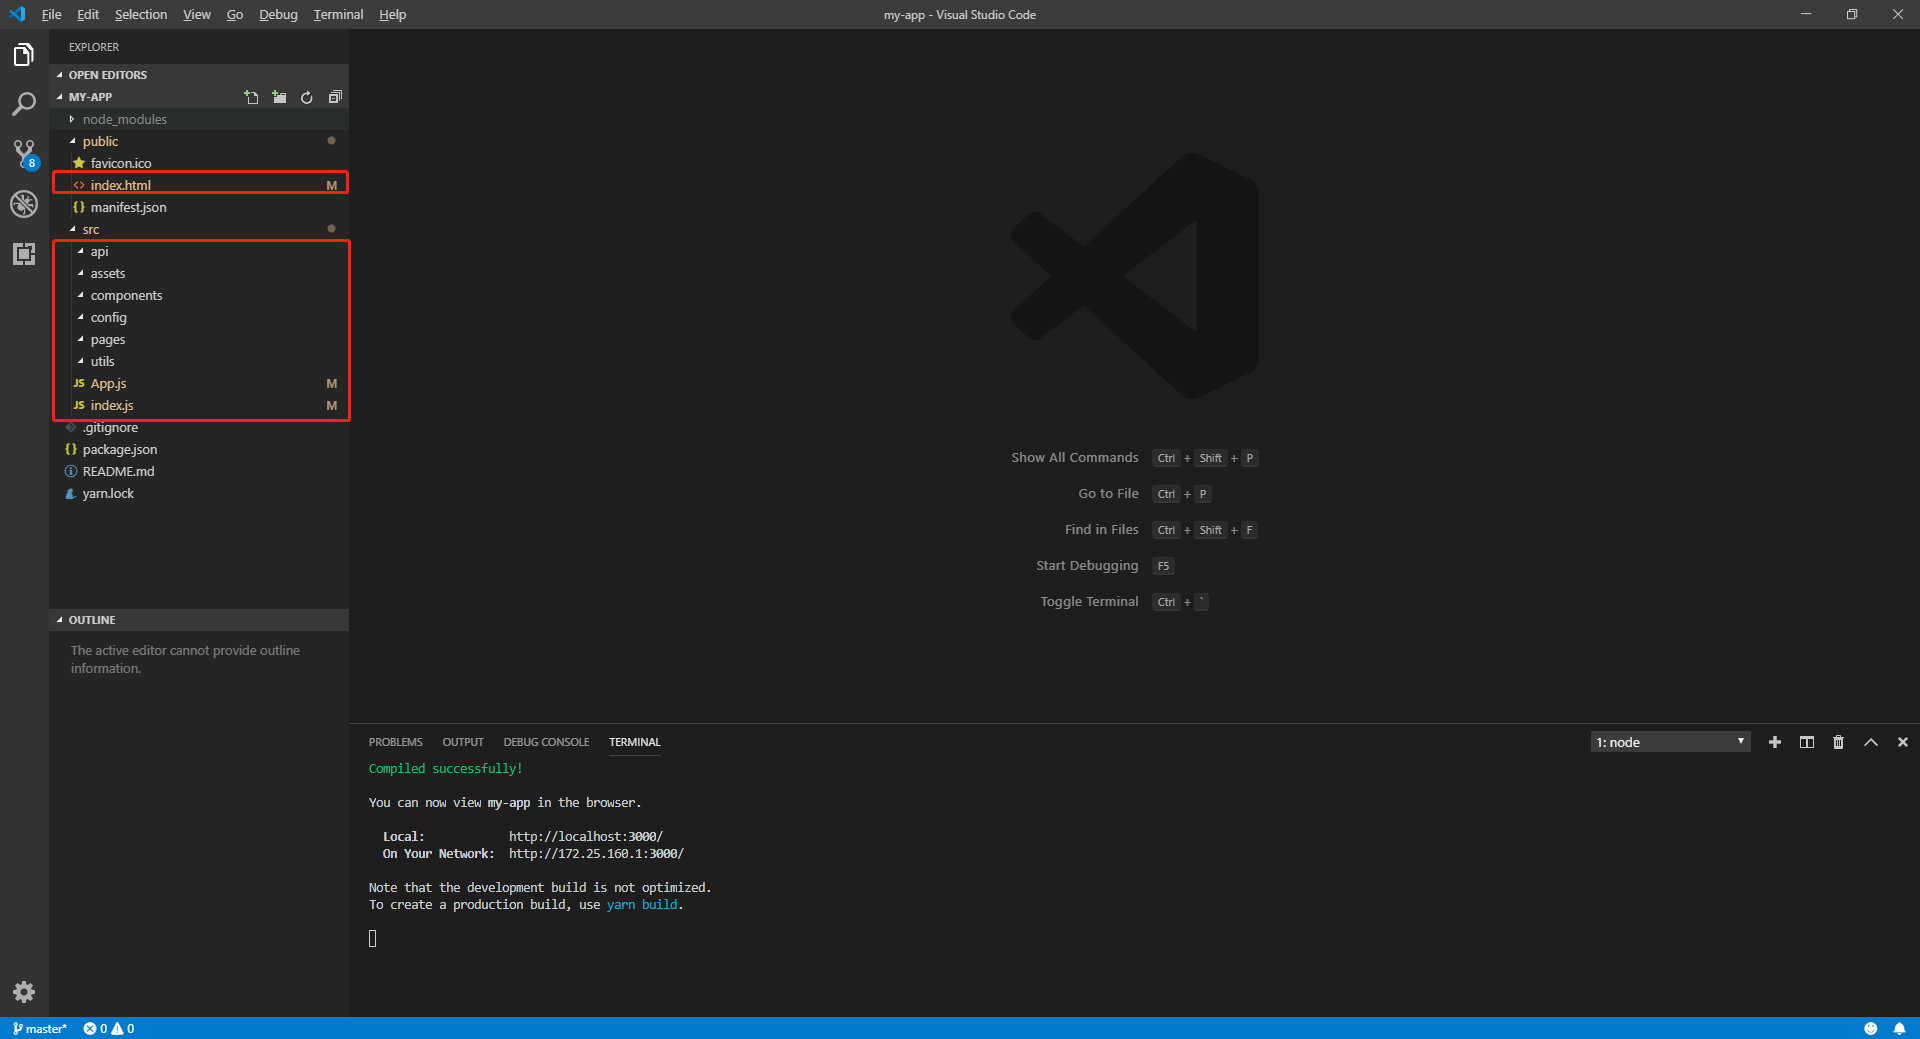 File Edit Selection View Go Debug Terminal Help
my-app - Visual Studio Code
EXPLORER
OPEN EDITORS
MY-APP
node_modules
public
favicon.ico
<> index.html M
{} manifest.json
src
api
assets
components
config
pages
utils
JS App.js M
JS index.js M
.gitignore
{} package.json
README.md
yarn.lock
8
OUTLINE
The active editor cannot provide outline
information.
Show All Commands Ctrl + Shift + P
Go to File Ctrl + P
Find in Files Ctrl + Shift + F
Start Debugging F5
Toggle Terminal Ctrl + `
PROBLEMS OUTPUT DEBUG CONSOLE TERMINAL
1: node
Compiled successfully!
You can now view my-app in the browser.
Local: http://localhost:3000/
On Your Network: http://172.25.160.1:3000/
Note that the development build is not optimized.
To create a production build, use yarn build.
master* 0 0